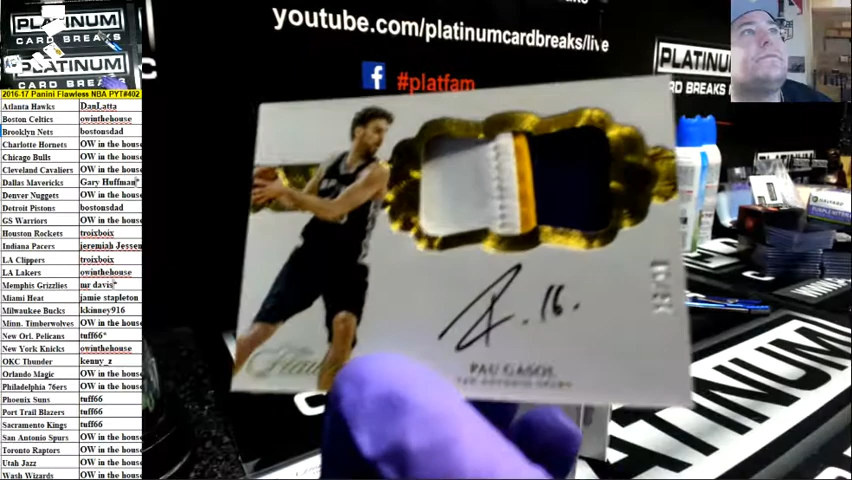 youtube.com/platinumcardbreaks/live
#platfam
PLATINUM
CARD BREAKS
PLATINUM
CARD BREAKS
PLATINUM
CARD BREAKS
2016-17 Panini Flawless NBA PYT#402
Atlanta Hawks DanLatta
Boston Celtics owinthehouse
Brooklyn Nets bostonsdad
Charlotte Hornets OW in the house
Chicago Bulls OW in the house
Cleveland Cavaliers OW in the house
Dallas Mavericks Gary Huffman*
Denver Nuggets OW in the house
Detroit Pistons bostonsdad
GS Warriors OW in the house
Houston Rockets troixboix
Indiana Pacers jeremiah Jessen
LA Clippers troixboix
LA Lakers owinthehouse
Memphis Grizzlies mr davis*
Miami Heat jamie stapleton
Milwaukee Bucks kkinney916
Minn. Timberwolves OW in the house
New Orl. Pelicans tuff66*
New York Knicks owinthehouse
OKC Thunder kenny_z
Orlando Magic OW in the house
Philadelphia 76ers OW in the house
Phoenix Suns tuff66
Port Trail Blazers tuff66
Sacramento Kings tuff66
San Antonio Spurs OW in the house
Toronto Raptors OW in the house
Utah Jazz OW in the house
Wash Wizards OW in the house
16.
PAU GASOL
SAN ANTONIO SPURS
PLATINUM